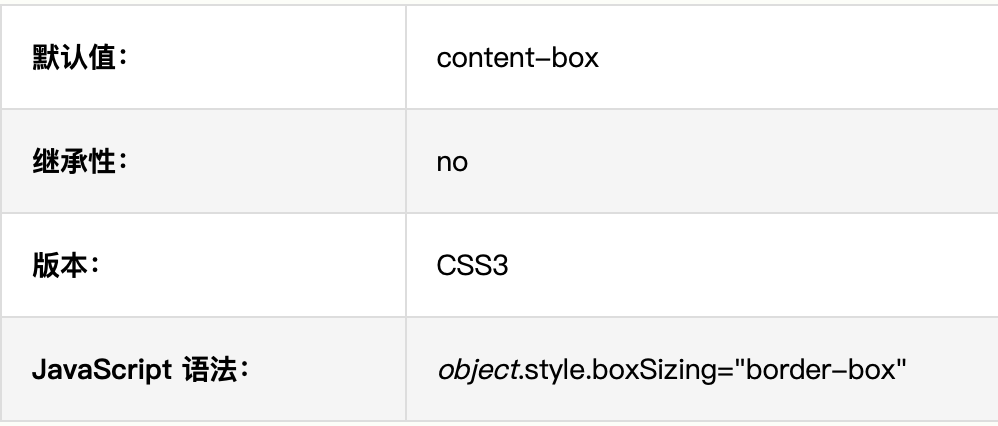 默认值： content-box
继承性： no
版本： CSS3
JavaScript 语法： object.style.boxSizing="border-box"